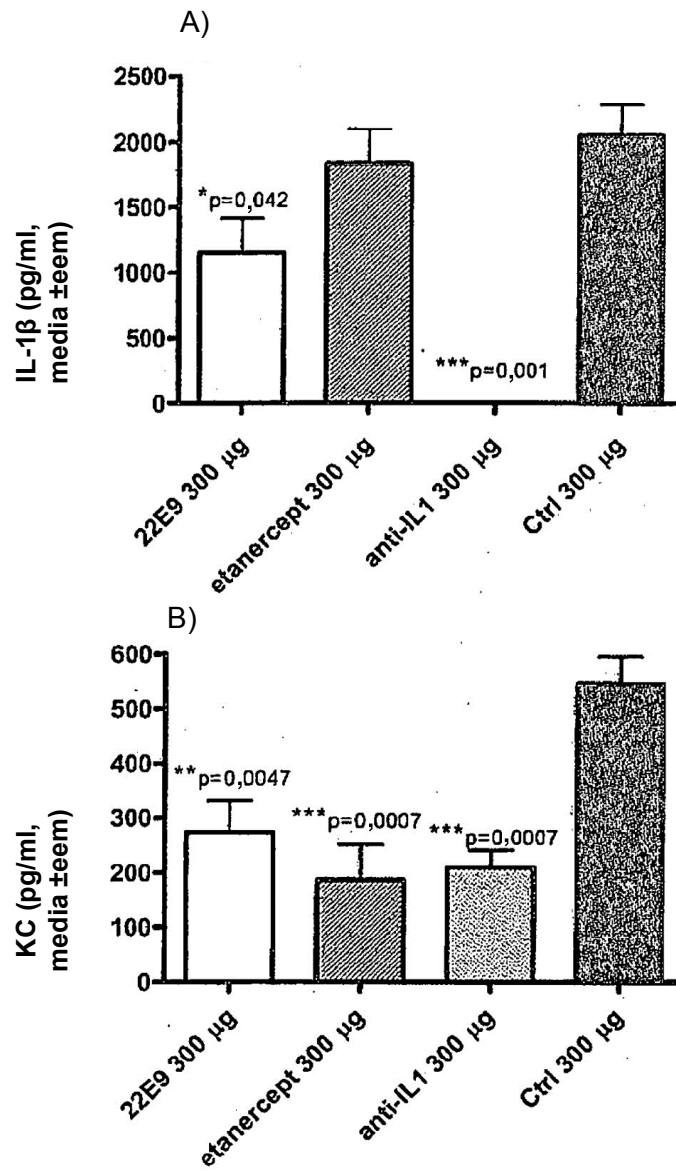 A)
2500
2000
1500
1000
500
0
IL-1β (pg/ml,
media ±eem)
*p=0,042
***p=0,001
22E9 300 µg
etanercept 300 µg
anti-IL1 300 µg
Ctrl 300 µg
B)
600
500
400
300
200
100
0
KC (pg/ml,
media ±eem)
**p=0,0047
***p=0,0007
***p=0,0007
22E9 300 µg
etanercept 300 µg
anti-IL1 300 µg
Ctrl 300 µg